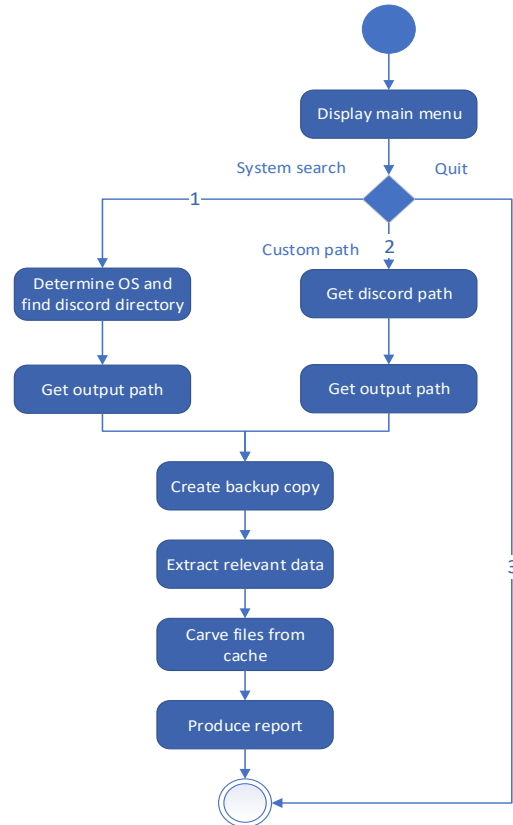 Display main menu
System search
Quit
1
Custom path
2
Determine OS and
find discord directory
Get discord path
Get output path
Get output path
Create backup copy
Extract relevant data
3
Carve files from
cache
Produce report